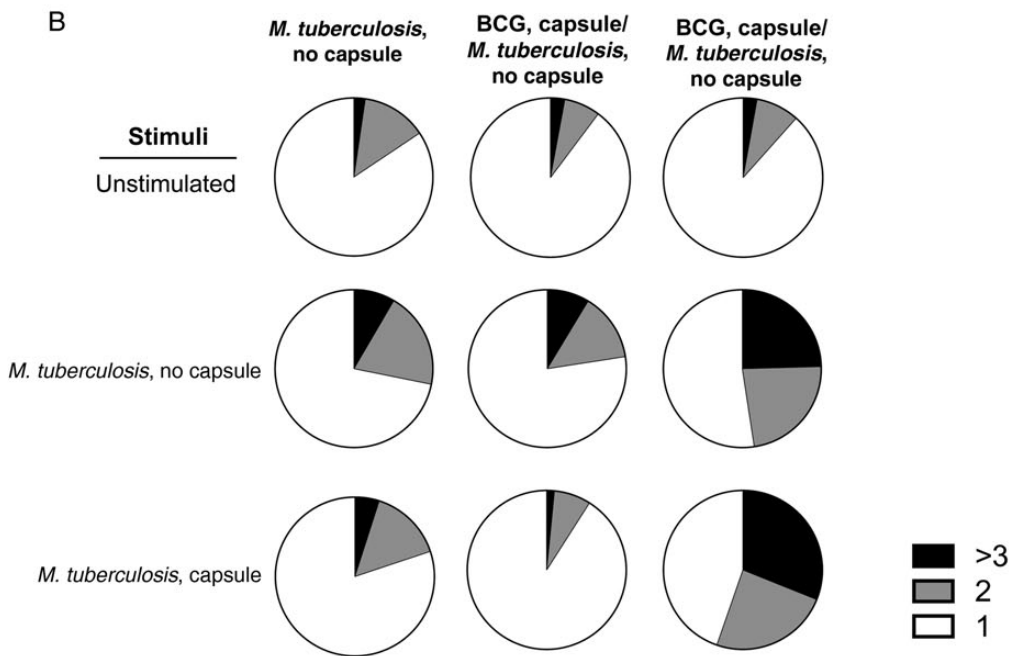 B
M. tuberculosis,
no capsule
BCG, capsule/
M. tuberculosis,
no capsule
BCG, capsule/
M. tuberculosis,
no capsule
Stimuli
Unstimulated
M. tuberculosis, no capsule
M. tuberculosis, capsule
>3
2
1